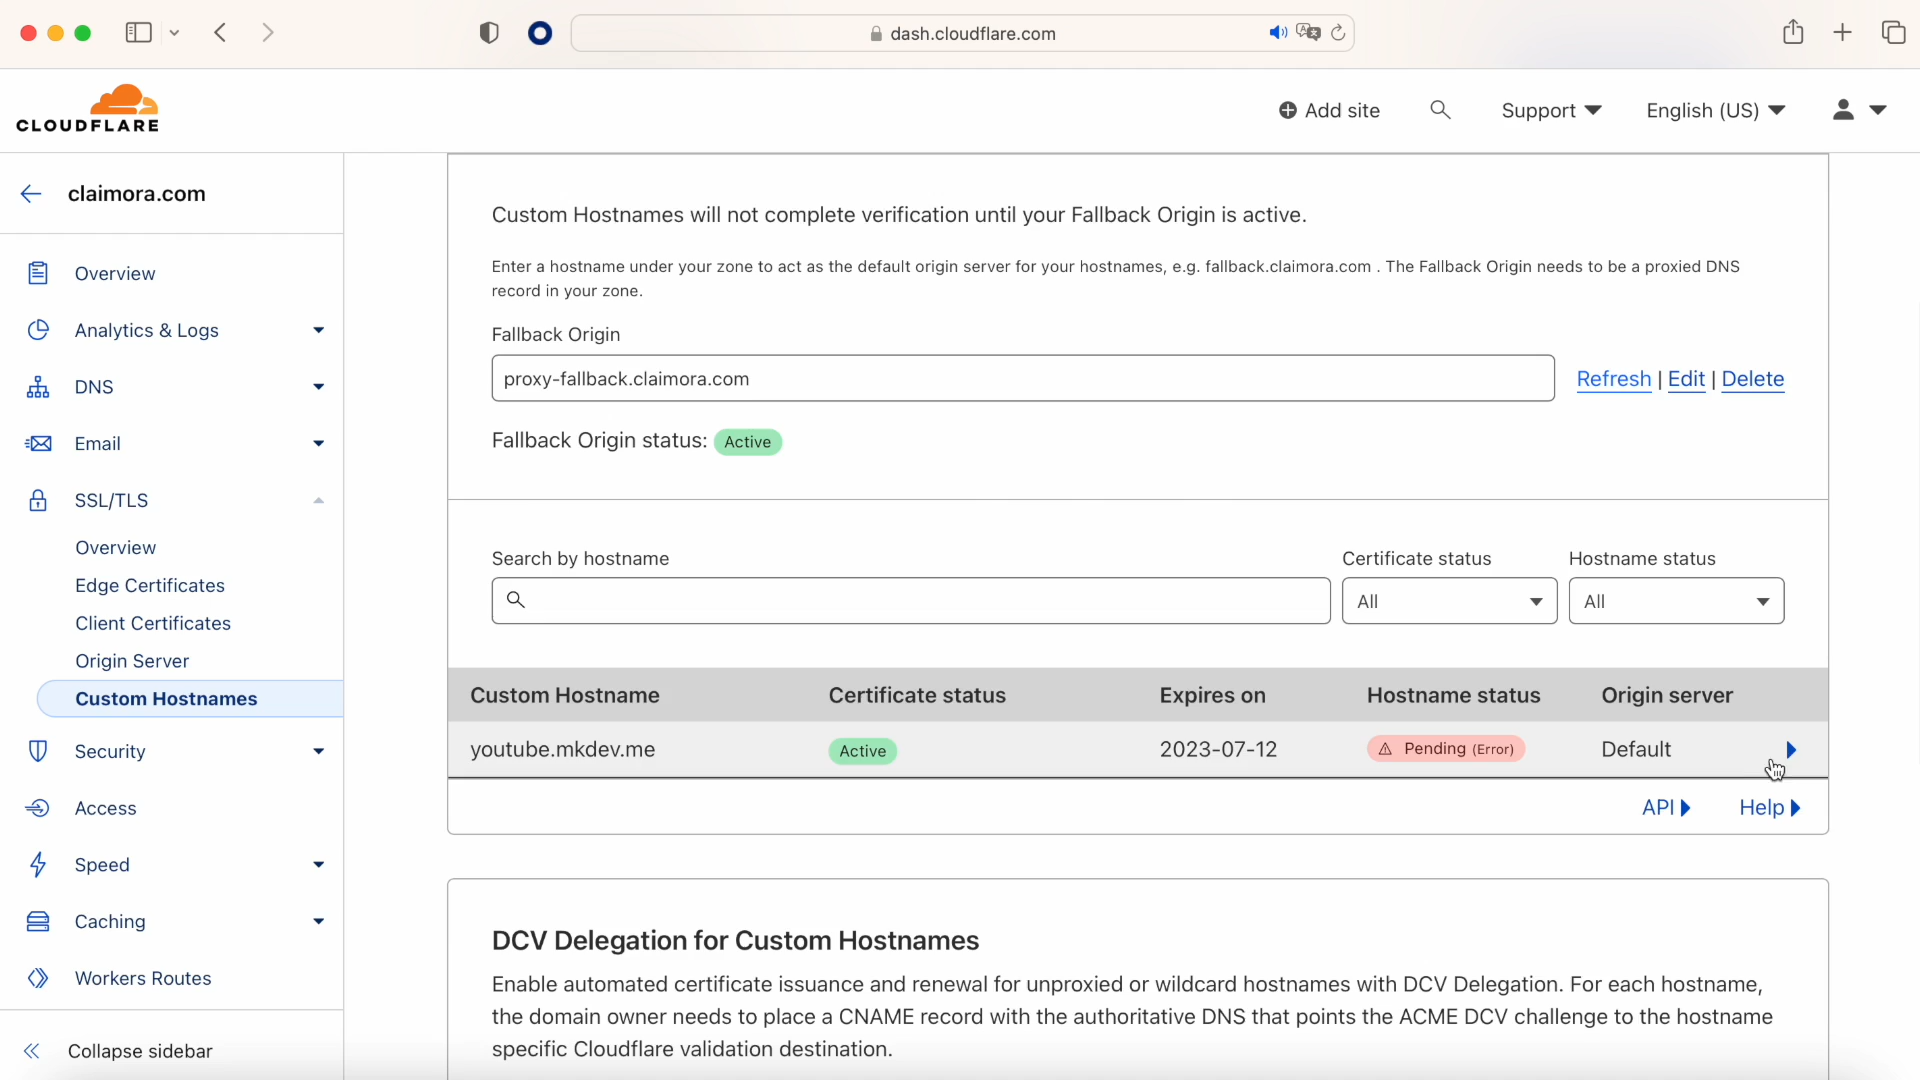 dash.cloudflare.com
CLOUDFLARE
Add site
Support
English (US)
claimora.com
Overview
Analytics & Logs
DNS
Email
SSL/TLS
Overview
Edge Certificates
Client Certificates
Origin Server
Custom Hostnames
Security
Access
Speed
Caching
Workers Routes
Collapse sidebar
Custom Hostnames will not complete verification until your Fallback Origin is active.
Enter a hostname under your zone to act as the default origin server for your hostnames, e.g. fallback.claimora.com . The Fallback Origin needs to be a proxied DNS
record in your zone.
Fallback Origin
proxy-fallback.claimora.com
Refresh | Edit | Delete
Fallback Origin status: Active
Search by hostname
Certificate status
Hostname status
All
All
Custom Hostname Certificate status Expires on Hostname status Origin server
youtube.mkdev.me Active 2023-07-12 Pending (Error) Default
API Help
DCV Delegation for Custom Hostnames
Enable automated certificate issuance and renewal for unproxied or wildcard hostnames with DCV Delegation. For each hostname,
the domain owner needs to place a CNAME record with the authoritative DNS that points the ACME DCV challenge to the hostname
specific Cloudflare validation destination.